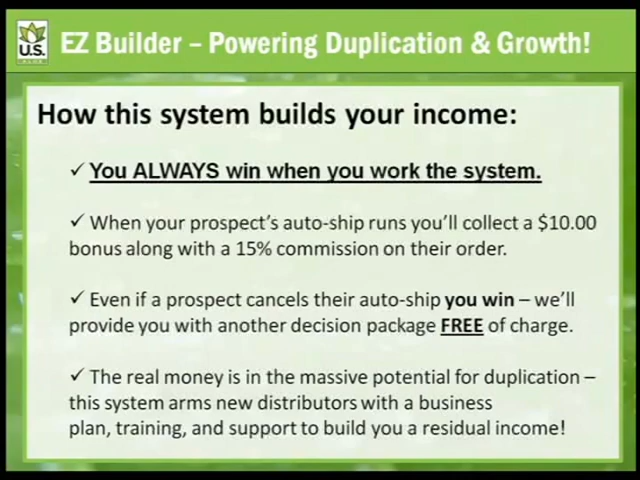 U.S.
EZ Builder – Powering Duplication & Growth!
How this system builds your income:
✓ You ALWAYS win when you work the system.
✓ When your prospect's auto-ship runs you'll collect a $10.00
bonus along with a 15% commission on their order.
✓ Even if a prospect cancels their auto-ship you win – we'll
provide you with another decision package FREE of charge.
✓ The real money is in the massive potential for duplication –
this system arms new distributors with a business
plan, training, and support to build you a residual income!